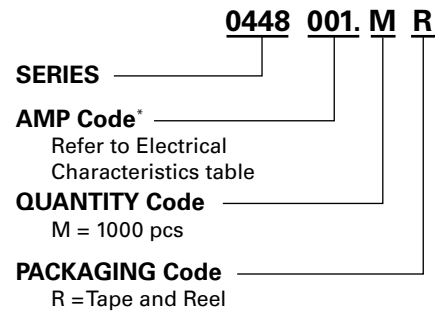 0448 001. M R
SERIES
AMP Code*
Refer to Electrical
Characteristics table
QUANTITY Code
M = 1000 pcs
PACKAGING Code
R = Tape and Reel